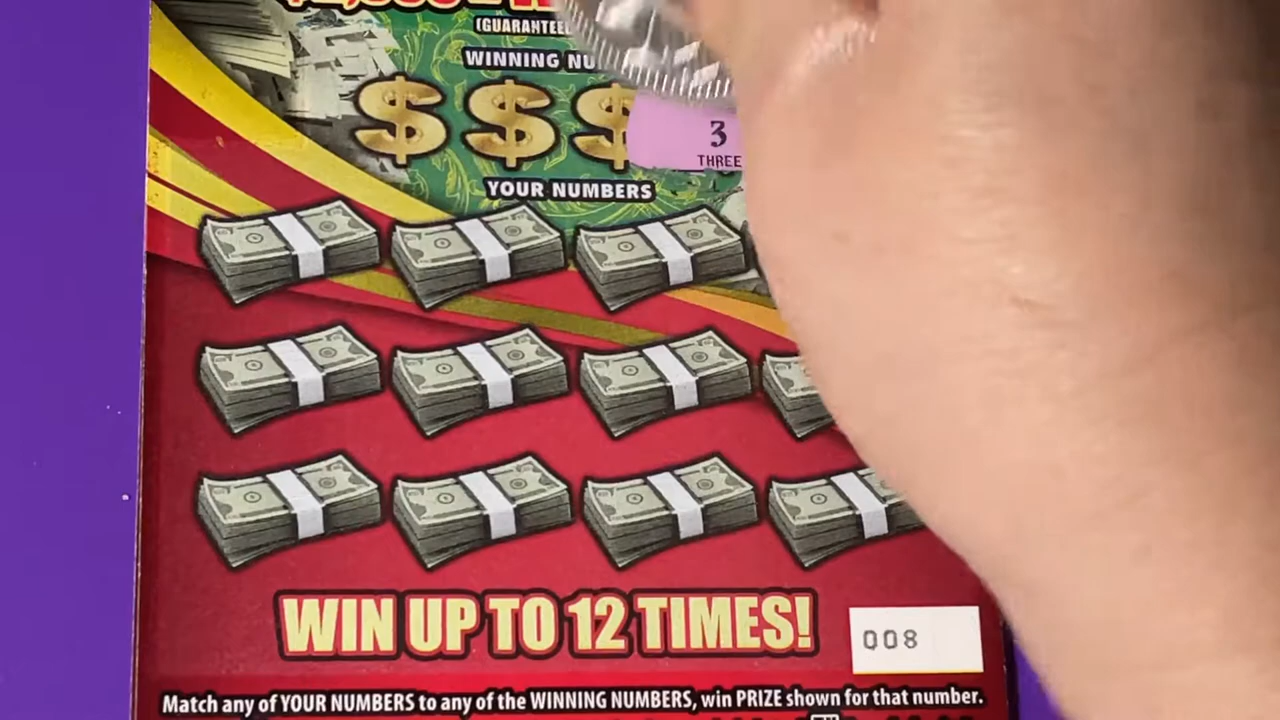 (GUARANTEE
WINNING NU
$ $ $
3
THREE
YOUR NUMBERS
WIN UP TO 12 TIMES!
008
Match any of YOUR NUMBERS to any of the WINNING NUMBERS, win PRIZE shown for that number.